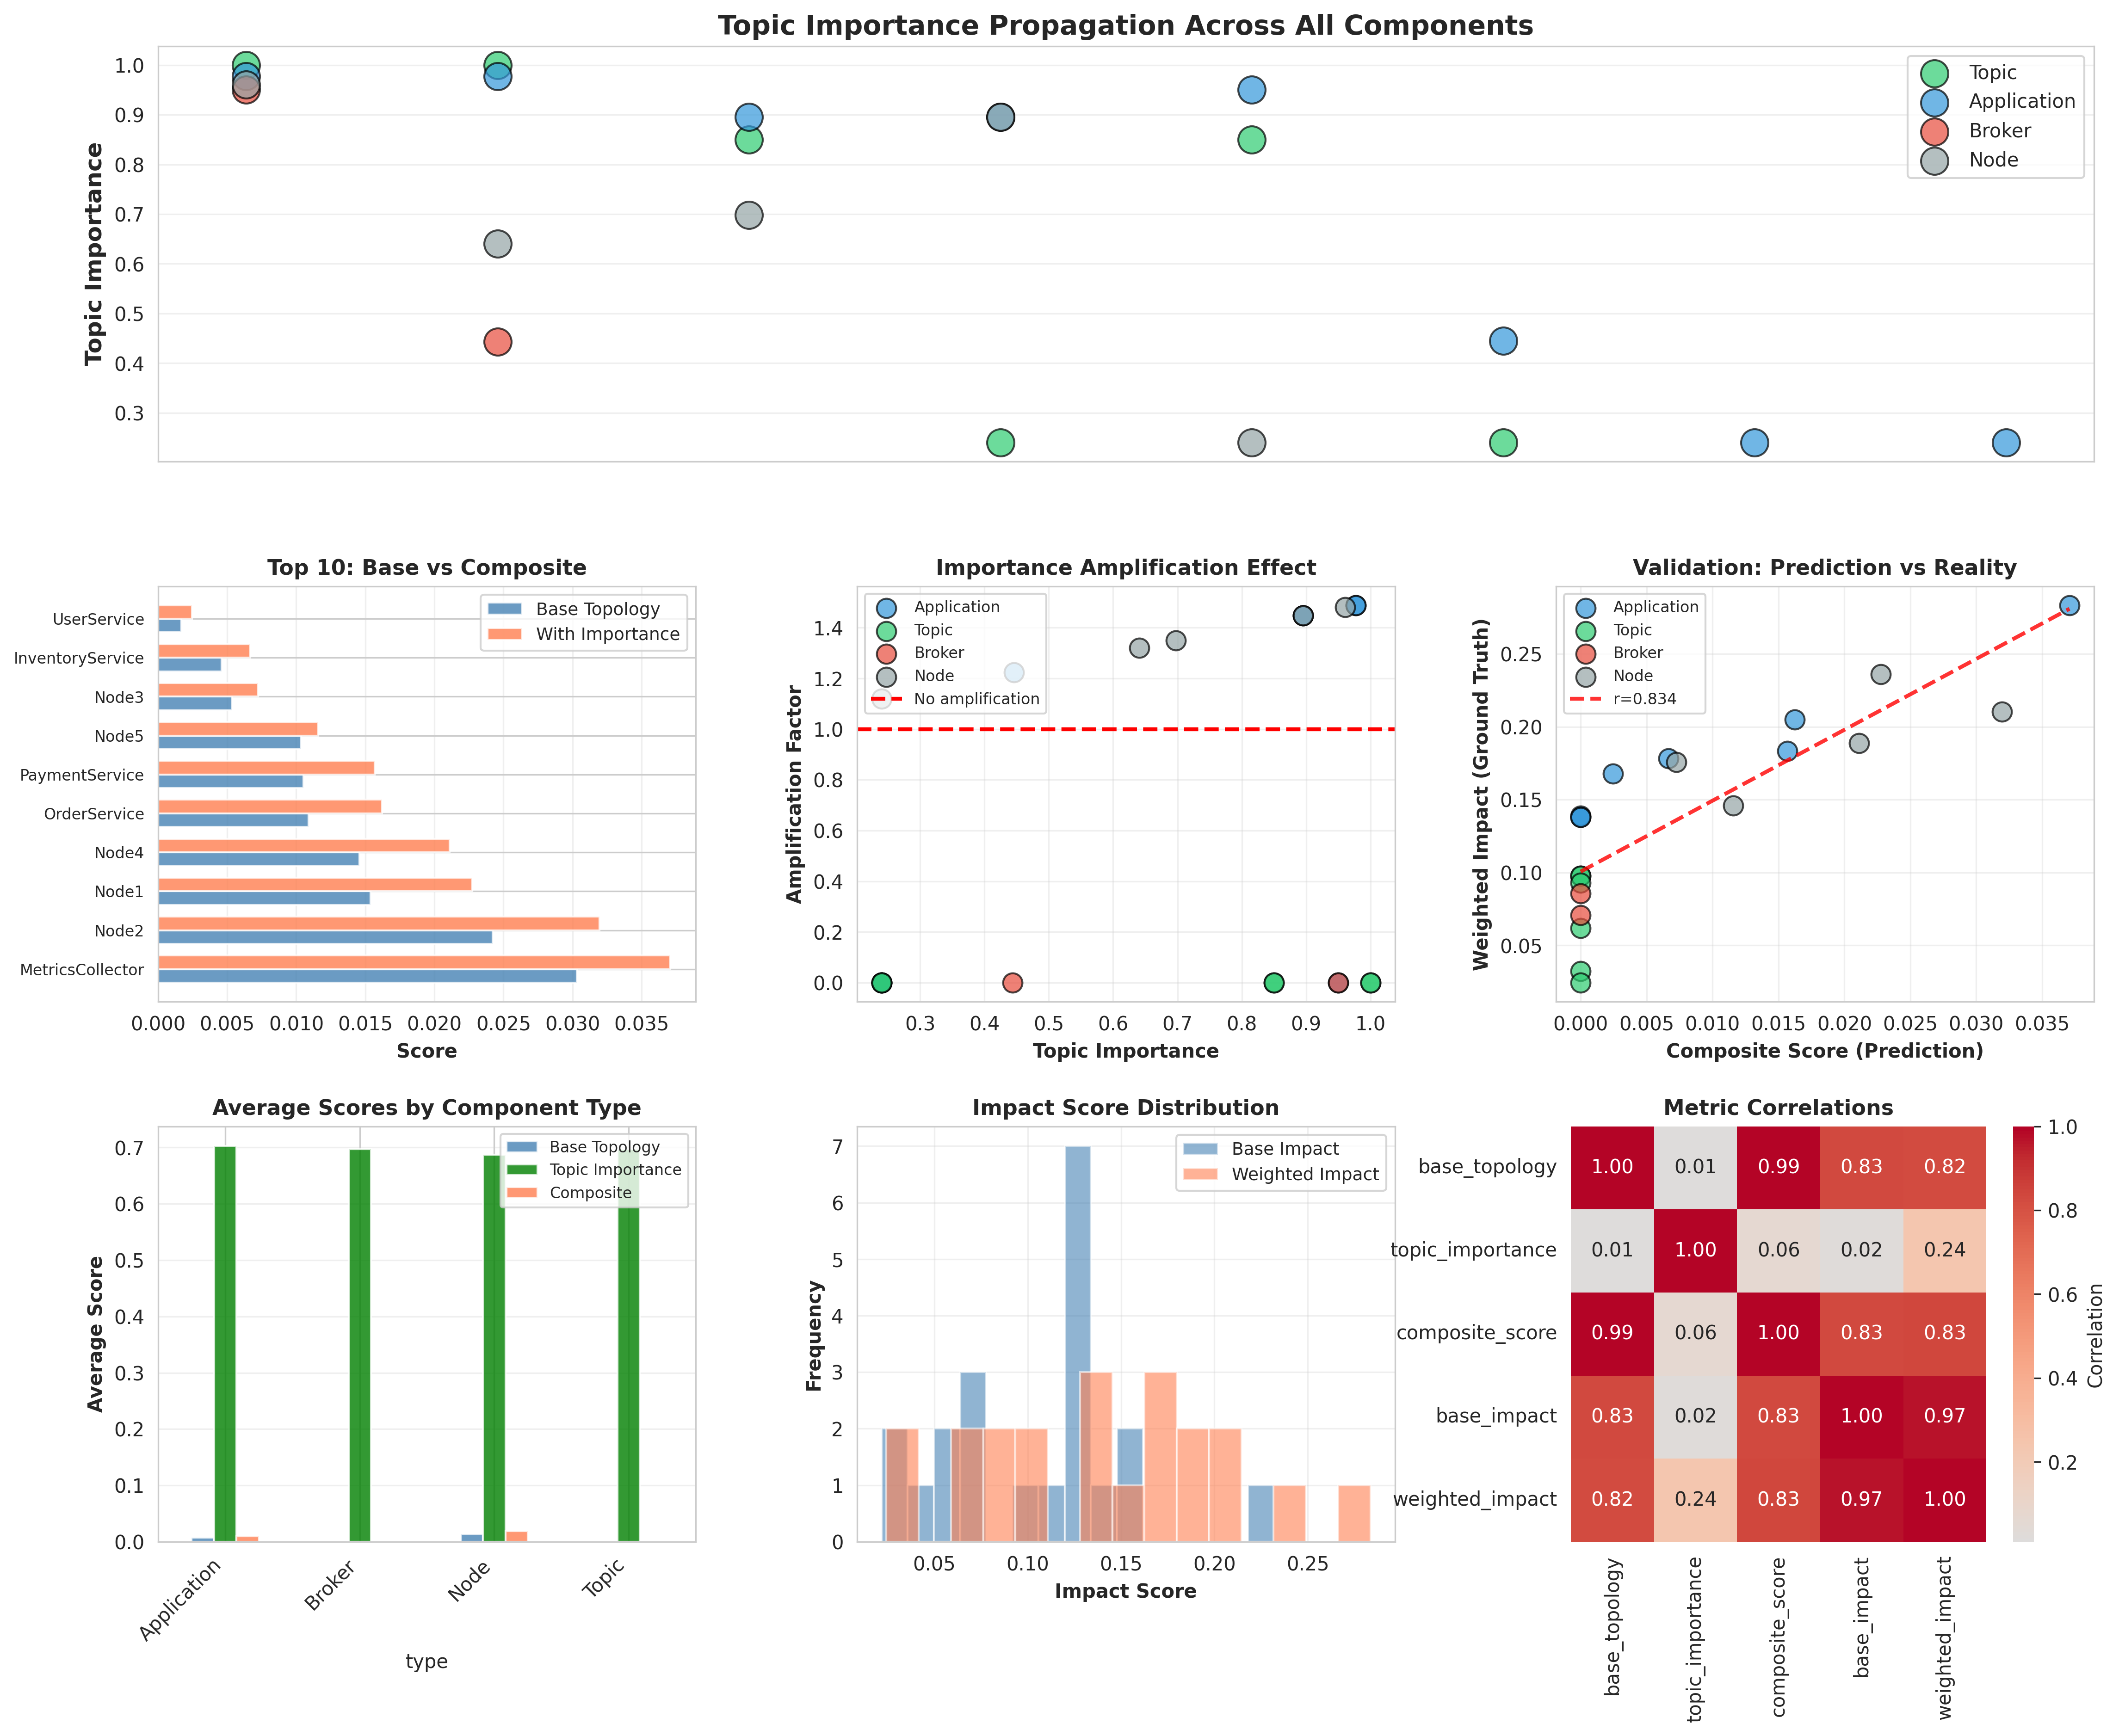 Topic Importance Propagation Across All Components
Topic Importance
1.0
0.9
0.8
0.7
0.6
0.5
0.4
0.3
Topic
Application
Broker
Node
Top 10: Base vs Composite
UserService
InventoryService
Node3
Node5
PaymentService
OrderService
Node4
Node1
Node2
MetricsCollector
Base Topology
With Importance
0.000 0.005 0.010 0.015 0.020 0.025 0.030 0.035
Score
Importance Amplification Effect
Amplification Factor
1.4
1.2
1.0
0.8
0.6
0.4
0.2
0.0
Application
Topic
Broker
Node
No amplification
0.3 0.4 0.5 0.6 0.7 0.8 0.9 1.0
Topic Importance
Validation: Prediction vs Reality
Weighted Impact (Ground Truth)
0.25
0.20
0.15
0.10
0.05
Application
Topic
Broker
Node
r=0.834
0.000 0.005 0.010 0.015 0.020 0.025 0.030 0.035
Composite Score (Prediction)
Average Scores by Component Type
Average Score
0.7
0.6
0.5
0.4
0.3
0.2
0.1
0.0
Base Topology
Topic Importance
Composite
Application
Broker
Node
Topic
type
Impact Score Distribution
Frequency
7
6
5
4
3
2
1
0
Base Impact
Weighted Impact
0.05 0.10 0.15 0.20 0.25
Impact Score
Metric Correlations
base_topology 1.00 0.01 0.99 0.83 0.82
topic_importance 0.01 1.00 0.06 0.02 0.24
composite_score 0.99 0.06 1.00 0.83 0.83
base_impact 0.83 0.02 0.83 1.00 0.97
weighted_impact 0.82 0.24 0.83 0.97 1.00
base_topology
topic_importance
composite_score
base_impact
weighted_impact
1.0
0.8
0.6
0.4
0.2
Correlation